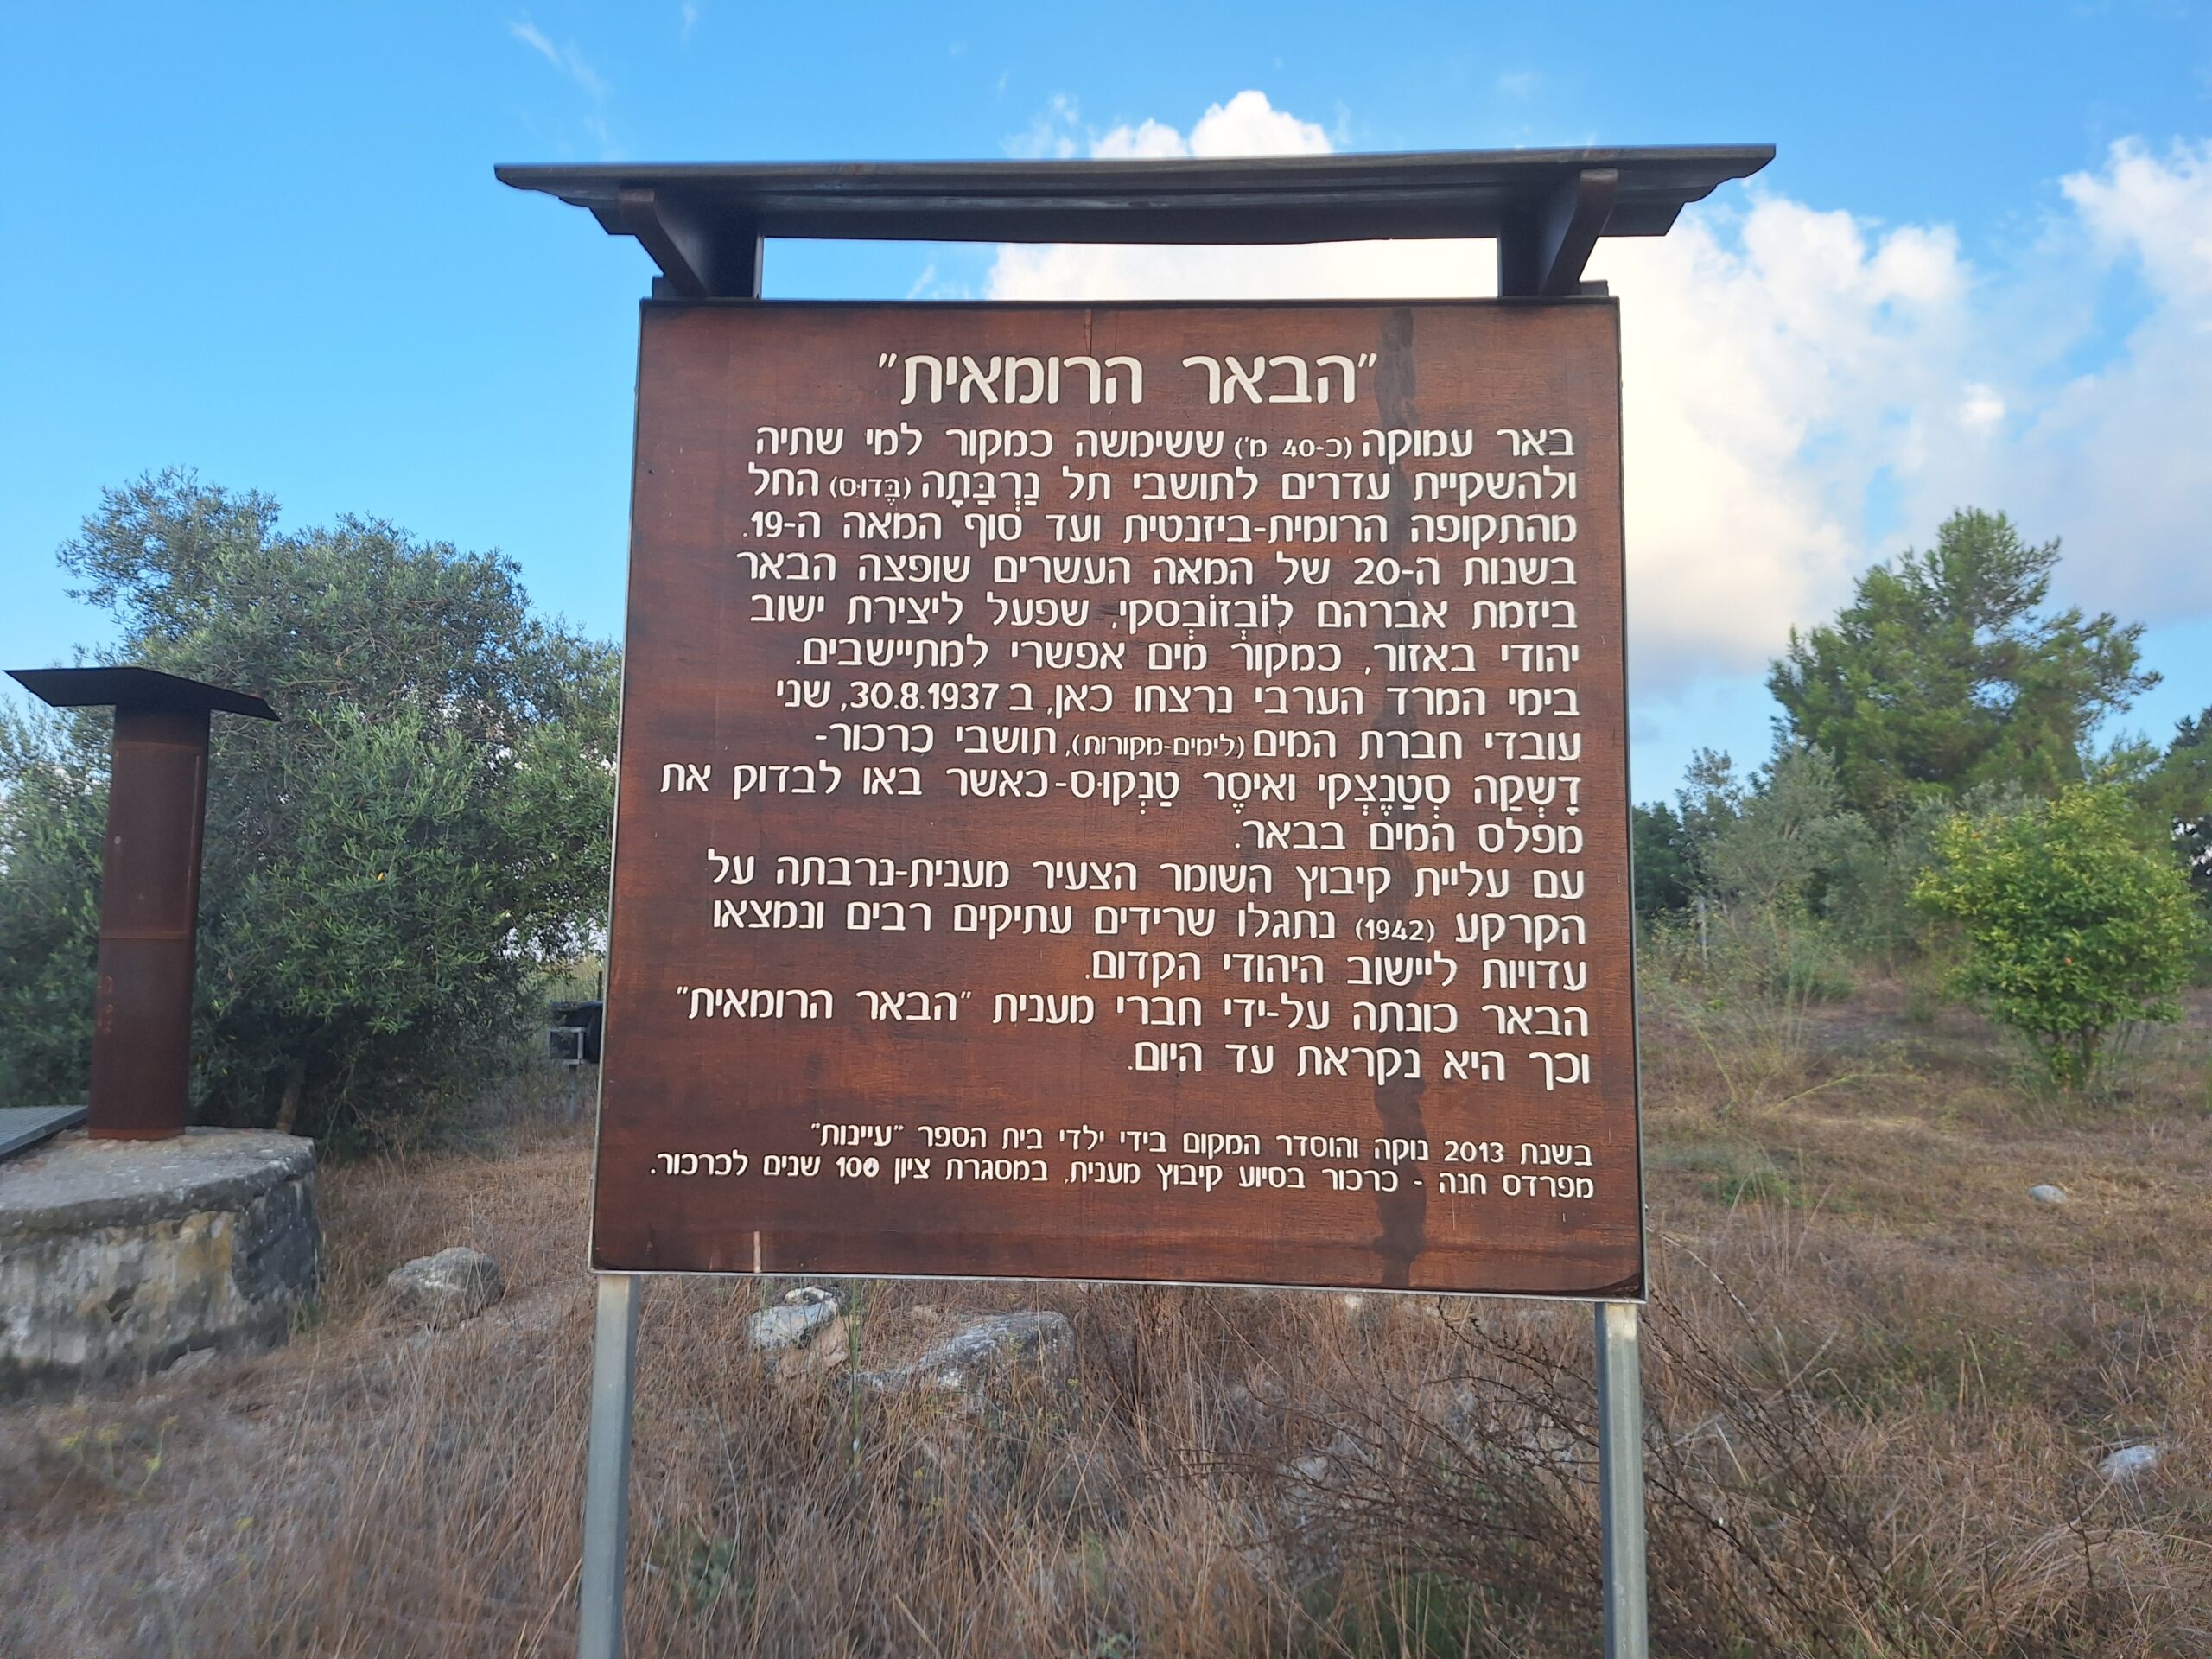 "הבאר הרומאית"
באר עמוקה (כ-40 מ') ששימשה כמקור למי שתיה
ולהשקיית עדרים לתושבי תל נַרְבַּתָה (בֶּדוּס) החל
מהתקופה הרומית-ביזנטית ועד סוף המאה ה-19.
בשנות ה-20 של המאה העשרים שופצה הבאר
ביזמת אברהם לוֹבְזוֹבְסקי, שפעל ליצירת ישוב
יהודי באזור, כמקור מים אפשרי למתיישבים.
בימי המרד הערבי נרצחו כאן, ב 30.8.1937, שני
עובדי חברת המים (לימים-מקורות), תושבי כרכור-
דָשְקַה סְטַנֶצְקי ואיסֶר טַנְקוּס-כאשר באו לבדוק את
מפלס המים בבאר.
עם עליית קיבוץ השומר הצעיר מענית-נרבתה על
הקרקע (1942) נתגלו שרידים עתיקים רבים ונמצאו
עדויות ליישוב היהודי הקדום.
הבאר כונתה על-ידי חברי מענית "הבאר הרומאית"
וכך היא נקראת עד היום.
בשנת 2013 נוקה והוסדר המקום בידי ילדי בית הספר "עיינות"
מפרדס חנה - כרכור בסיוע קיבוץ מענית, במסגרת ציון 100 שנים לכרכור.